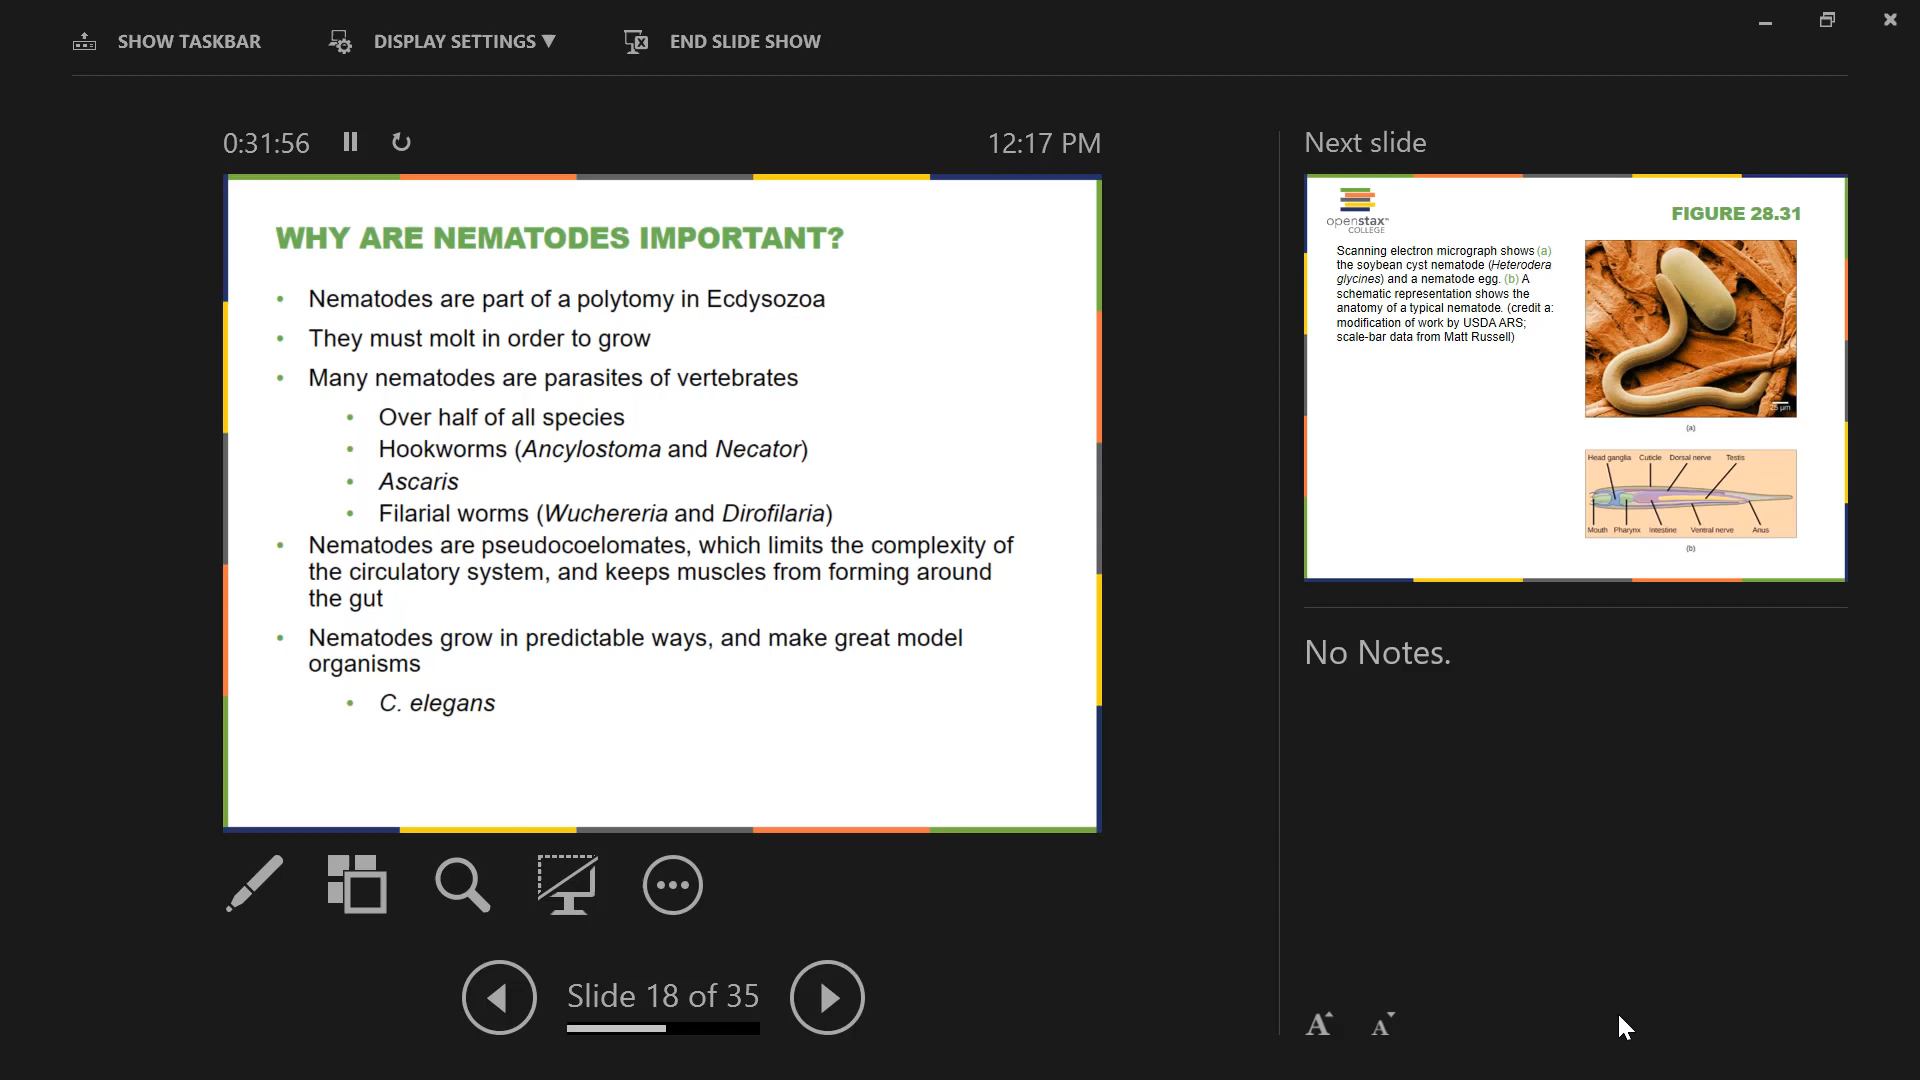 SHOW TASKBAR
DISPLAY SETTINGS ▼
END SLIDE SHOW
0:31:56
12:17 PM
WHY ARE NEMATODES IMPORTANT?
• Nematodes are part of a polytomy in Ecdysozoa
• They must molt in order to grow
• Many nematodes are parasites of vertebrates
• Over half of all species
• Hookworms (Ancylostoma and Necator)
• Ascaris
• Filarial worms (Wuchereria and Dirofilaria)
• Nematodes are pseudocoelomates, which limits the complexity of
the circulatory system, and keeps muscles from forming around
the gut
• Nematodes grow in predictable ways, and make great model
organisms
• C. elegans
Slide 18 of 35
Next slide
openstax™
COLLEGE
FIGURE 28.31
Scanning electron micrograph shows (a)
the soybean cyst nematode (Heterodera
glycines) and a nematode egg. (b) A
schematic representation shows the
anatomy of a typical nematode. (credit a:
modification of work by USDA ARS;
scale-bar data from Matt Russell)
25 µm
(a)
Head ganglia Cuticle Dorsal nerve Testis
Mouth Pharynx Intestine Ventral nerve Anus
(b)
No Notes.
A A